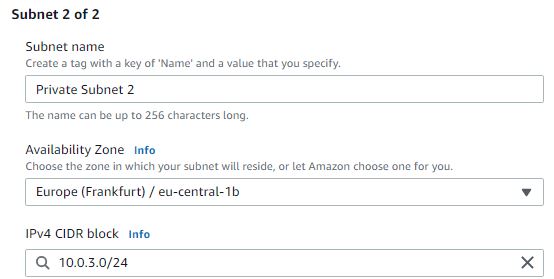 Subnet 2 of 2
Subnet name
Create a tag with a key of 'Name' and a value that you specify.
Private Subnet 2
The name can be up to 256 characters long.
Availability Zone Info
Choose the zone in which your subnet will reside, or let Amazon choose one for you.
Europe (Frankfurt) / eu-central-1b
IPv4 CIDR block Info
10.0.3.0/24